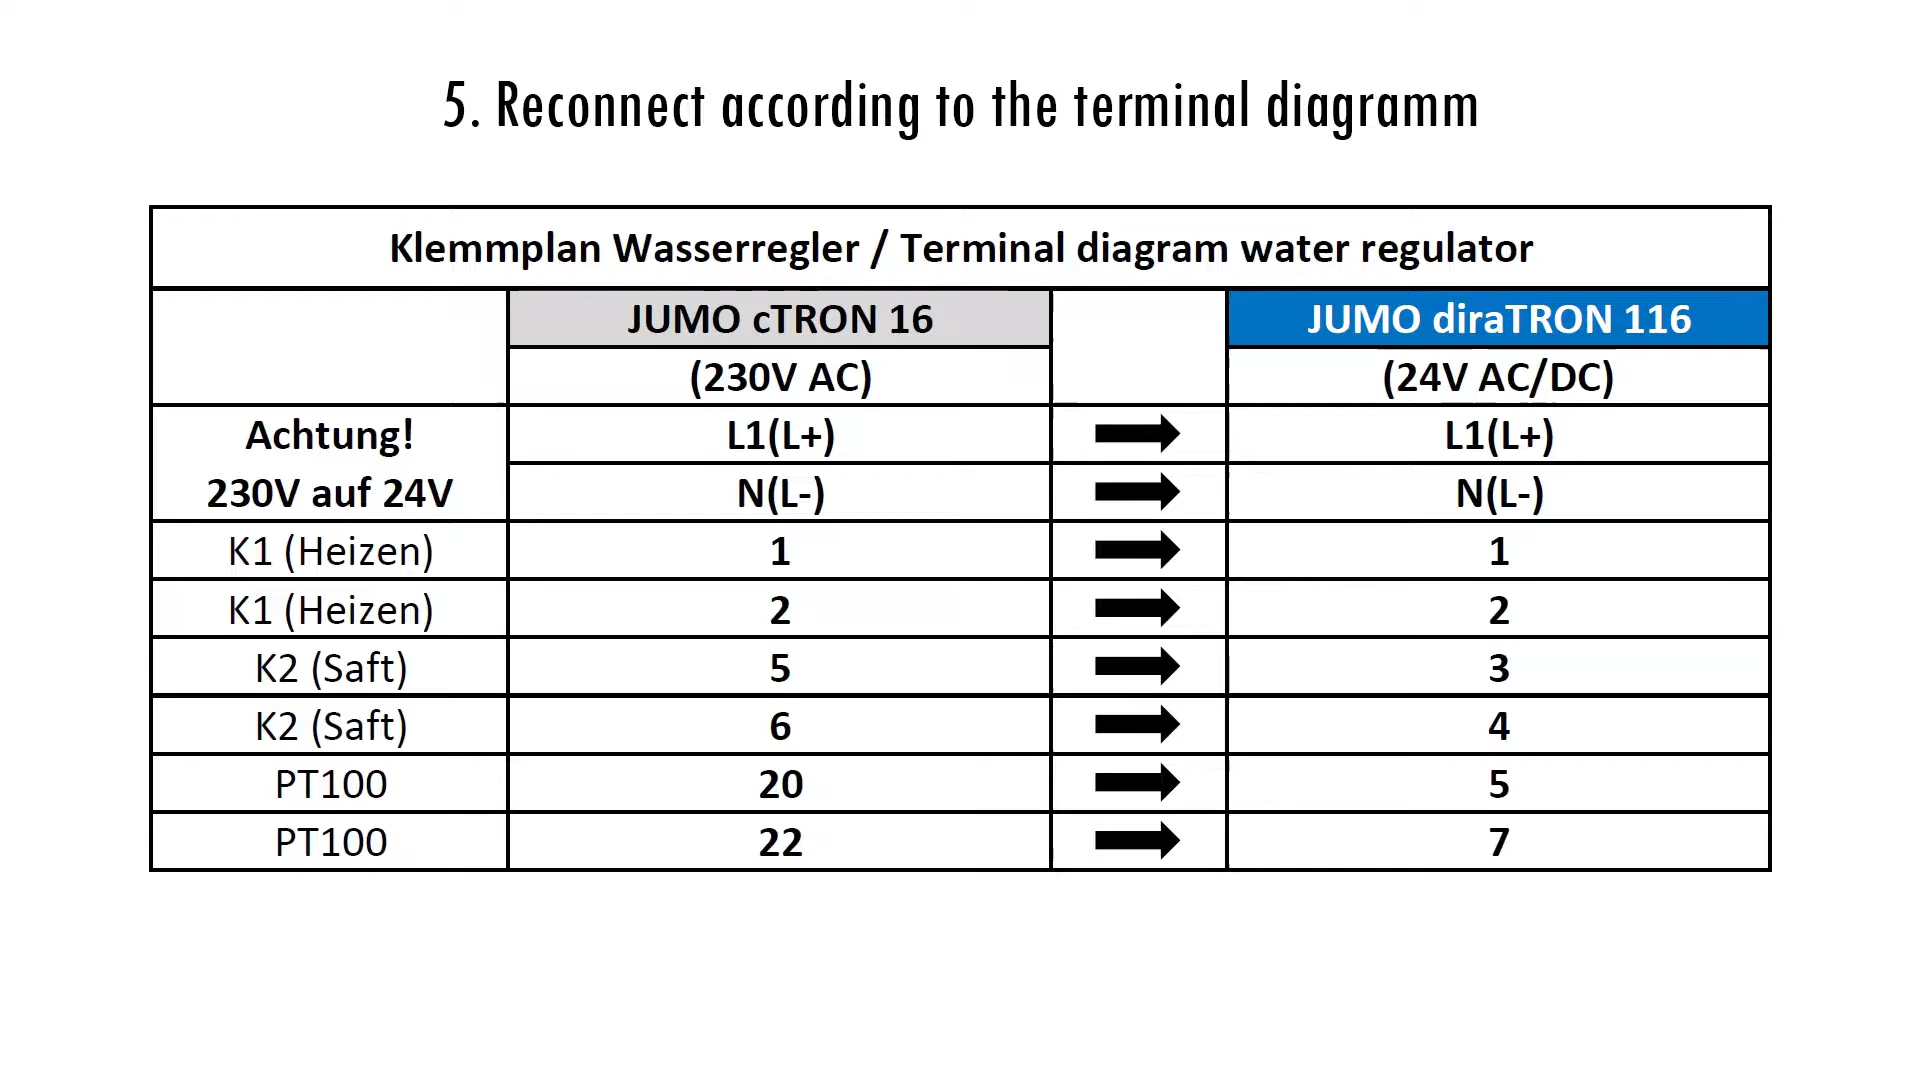 5. Reconnect according to the terminal diagramm
Klemmplan Wasserregler / Terminal diagram water regulator
JUMO cTRON 16 JUMO diraTRON 116
(230V AC) (24V AC/DC)
Achtung! L1(L+) L1(L+)
230V auf 24V N(L-) N(L-)
K1 (Heizen) 1 1
K1 (Heizen) 2 2
K2 (Saft) 5 3
K2 (Saft) 6 4
PT100 20 5
PT100 22 7